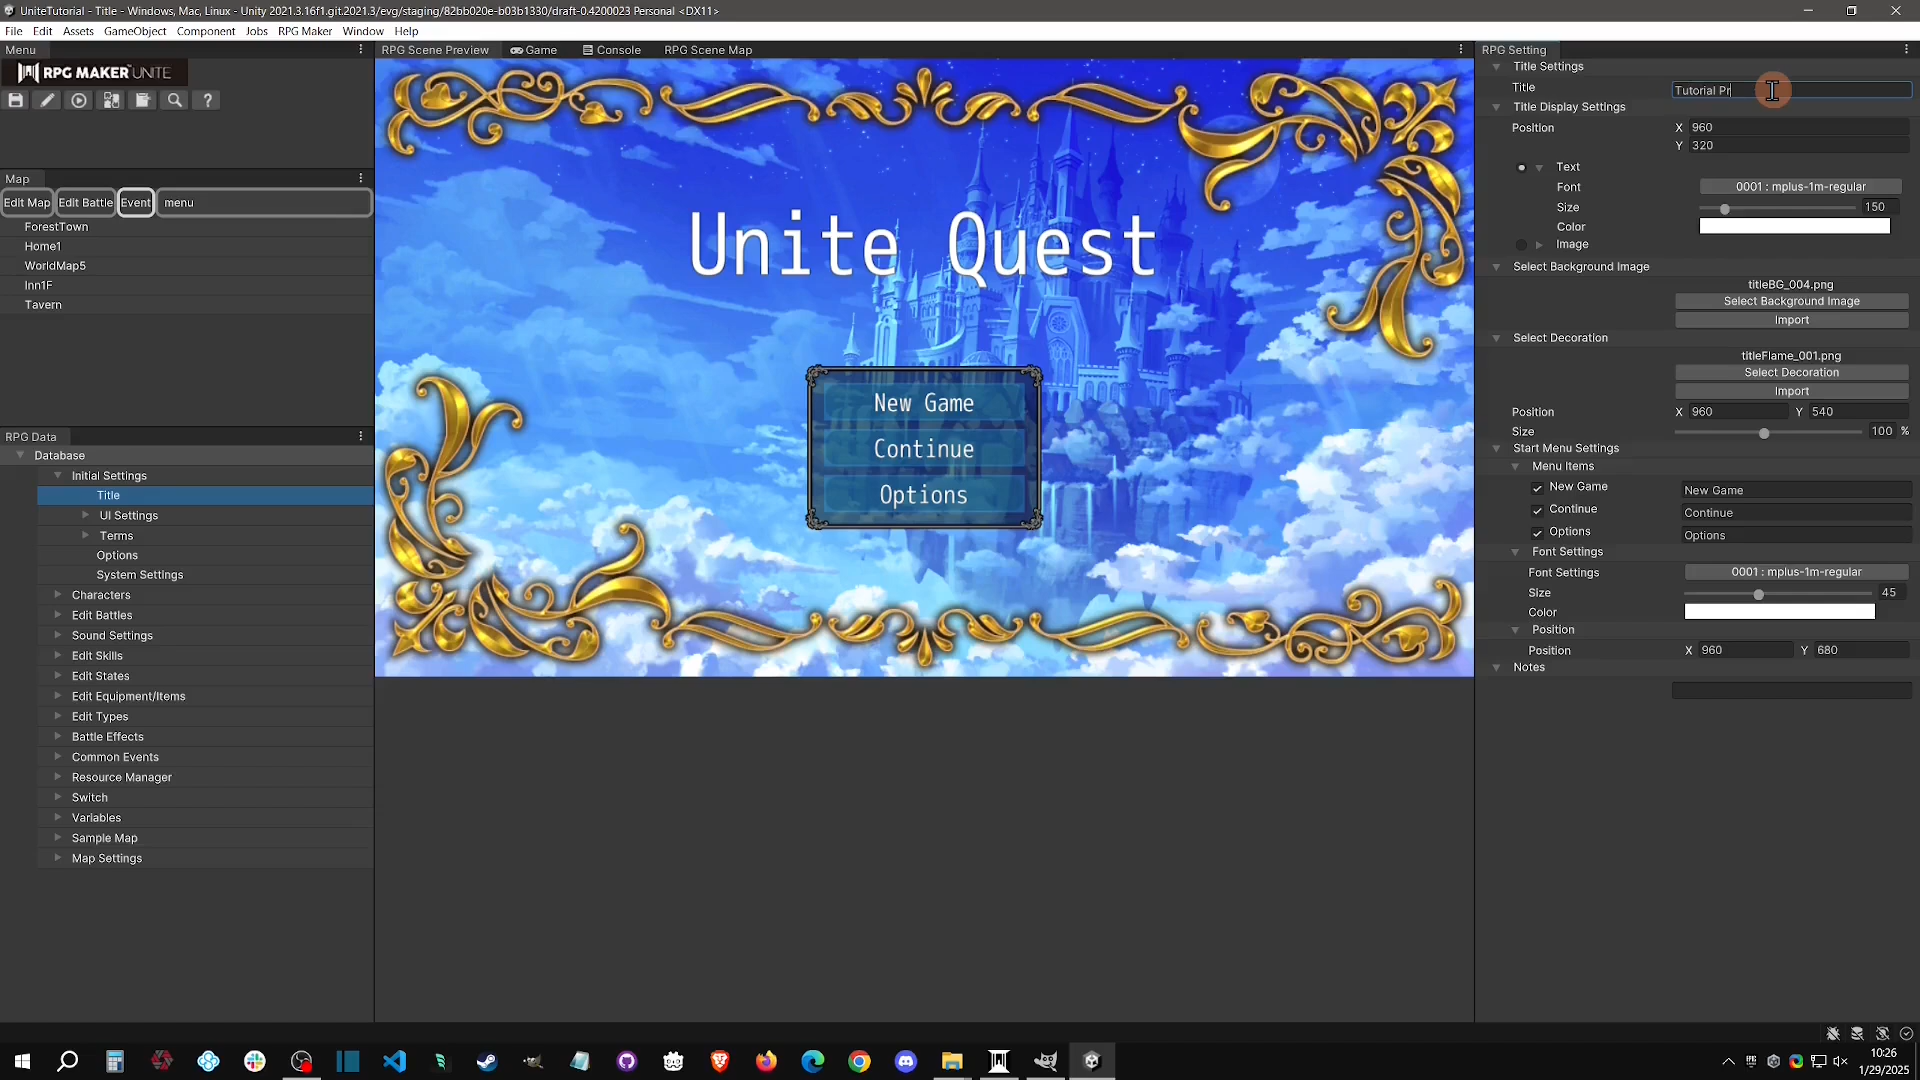 UniteTutorial - Title - Windows, Mac, Linux - Unity 2021.3.16f1.git.2021.3/evg/staging/82bb020e-b03b1330/draft-0.4200023 Personal <DX11>
File Edit Assets GameObject Component Jobs RPG Maker Window Help
Menu
RPG MAKER UNITE
Map
Edit Map Edit Battle Event menu
ForestTown
Home1
WorldMap5
Inn1F
Tavern
RPG Data
Database
Initial Settings
Title
UI Settings
Terms
Options
System Settings
Characters
Edit Battles
Sound Settings
Edit Skills
Edit States
Edit Equipment/Items
Edit Types
Battle Effects
Common Events
Resource Manager
Switch
Variables
Sample Map
Map Settings
RPG Scene Preview Game Console RPG Scene Map
Unite Quest
New Game
Continue
Options
RPG Setting
Title Settings
Title Tutorial Pr
Title Display Settings
Position X 960
Y 320
Text
Font 0001 : mplus-1m-regular
Size 150
Color
Image
Select Background Image
titleBG_004.png
Select Background Image
Import
Select Decoration
titleFlame_001.png
Select Decoration
Import
Position X 960 Y 540
Size 100 %
Start Menu Settings
Menu Items
New Game New Game
Continue Continue
Options Options
Font Settings
Font Settings 0001 : mplus-1m-regular
Size 45
Color
Position
Position X 960 Y 680
Notes
10:26
1/29/2025